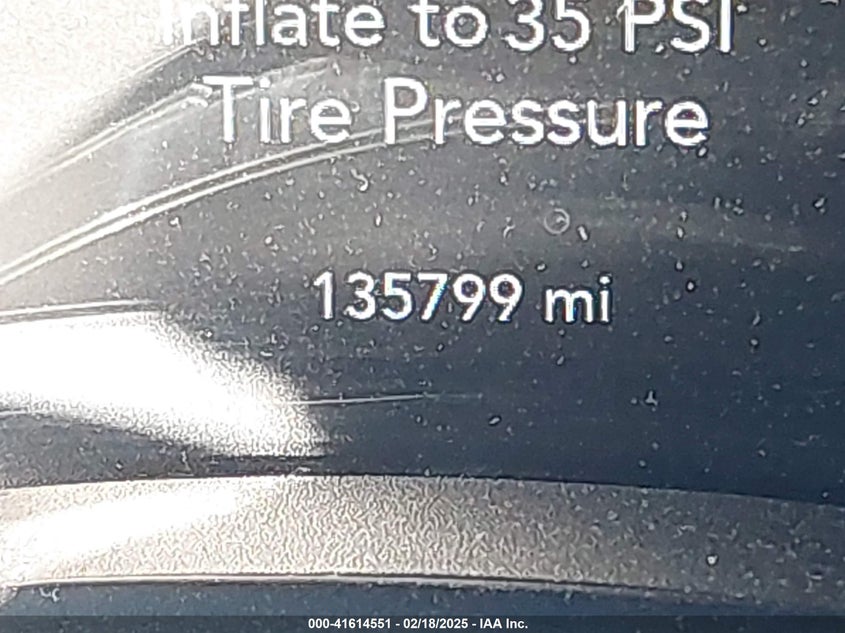 Inflate to 35 PSI
Tire Pressure
135799 mi
000-41614551 - 02/18/2025 - IAA Inc.